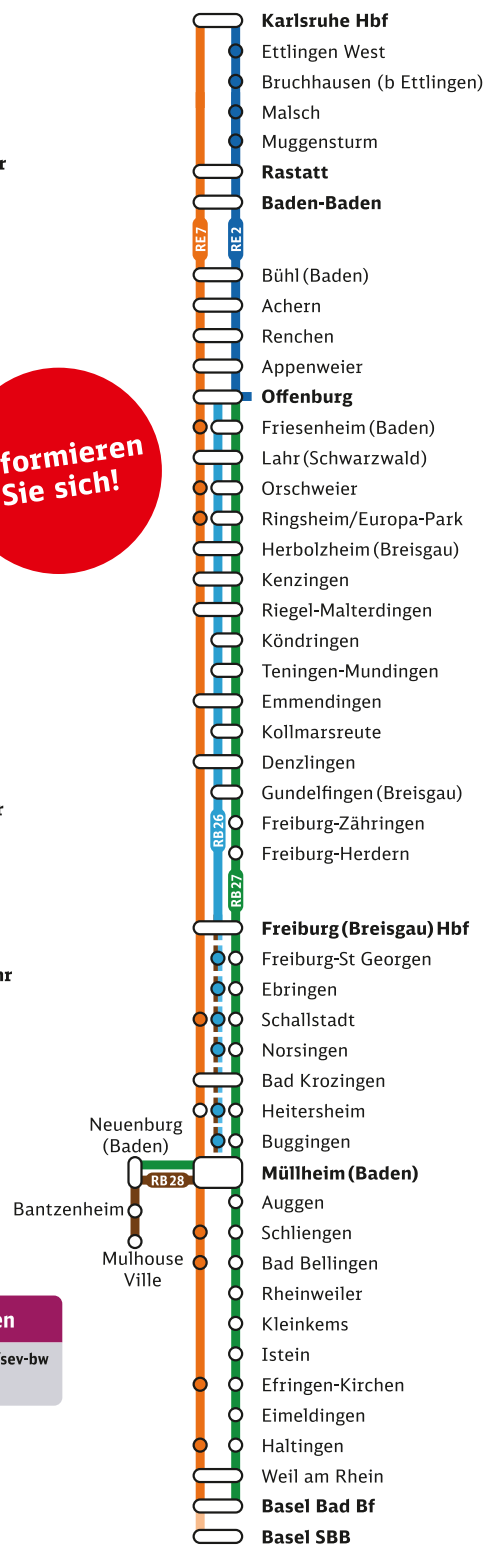 Karlsruhe Hbf
Ettlingen West
Bruchhausen (b Ettlingen)
Malsch
Muggensturm
r
Rastatt
Baden-Baden
RE 7
RE 2
Bühl (Baden)
Achern
Renchen
Appenweier
Offenburg
Friesenheim (Baden)
formieren
Sie sich!
Lahr (Schwarzwald)
Orschweier
Ringsheim/Europa-Park
Herbolzheim (Breisgau)
Kenzingen
Riegel-Malterdingen
Köndringen
Teningen-Mundingen
Emmendingen
Kollmarsreute
Denzlingen
Gundelfingen (Breisgau)
r
RB 26
Freiburg-Zähringen
Freiburg-Herdern
RB 27
Freiburg (Breisgau) Hbf
Freiburg-St Georgen
hr
Ebringen
Schallstadt
Norsingen
Bad Krozingen
Heitersheim
Buggingen
Neuenburg
(Baden)
Müllheim (Baden)
RB 28
Bantzenheim
Mulhouse
Ville
Auggen
Schliengen
Bad Bellingen
Rheinweiler
Kleinkems
Istein
en
/sev-bw
Efringen-Kirchen
Eimeldingen
Haltingen
Weil am Rhein
Basel Bad Bf
Basel SBB